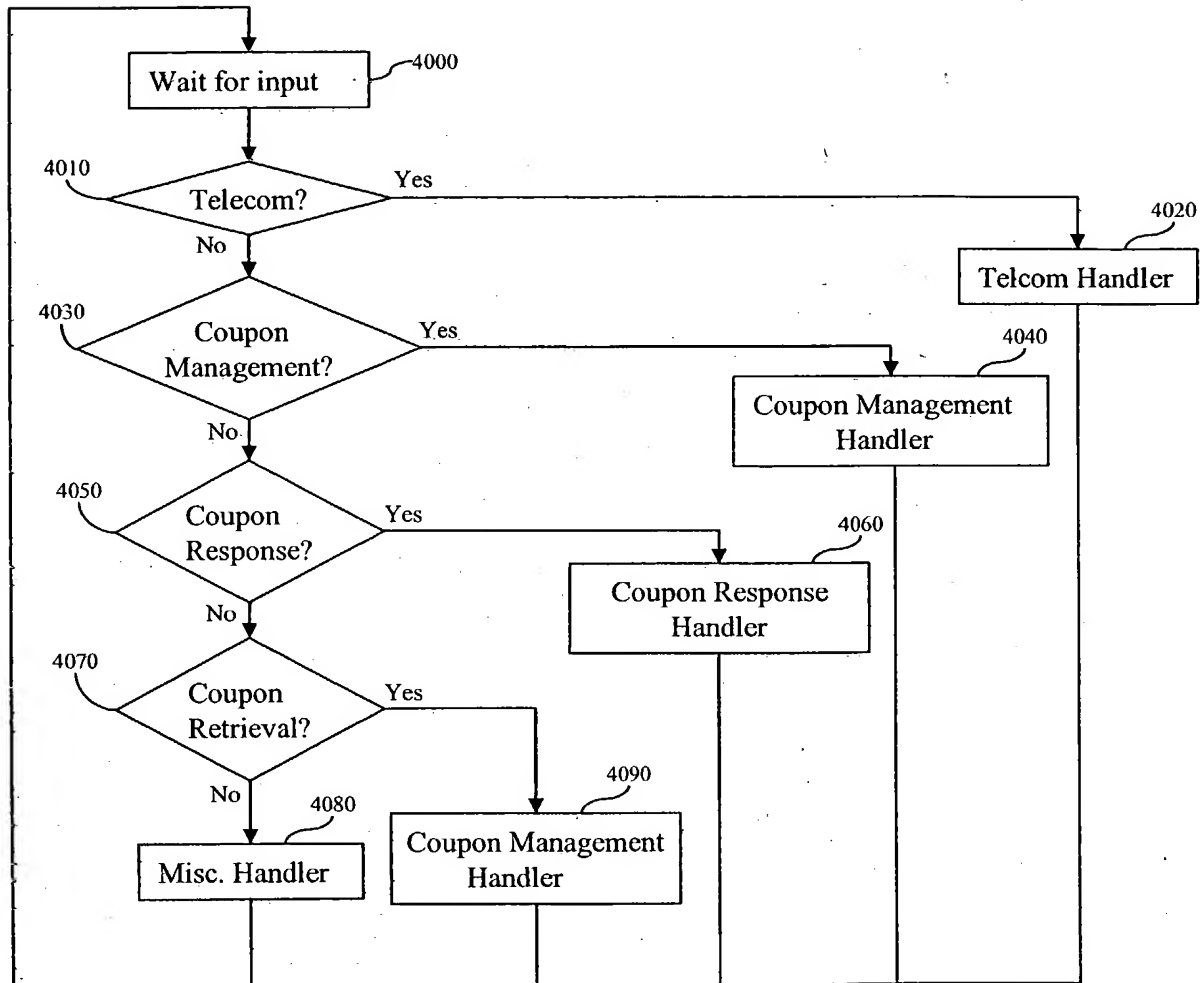 Wait for input
4000
4010
Telecom?
Yes
No
4020
Telcom Handler
4030
Coupon
Management?
Yes
No
4040
Coupon Management
Handler
4050
Coupon
Response?
Yes
No
4060
Coupon Response
Handler
4070
Coupon
Retrieval?
Yes
No
4080
Misc. Handler
4090
Coupon Management
Handler